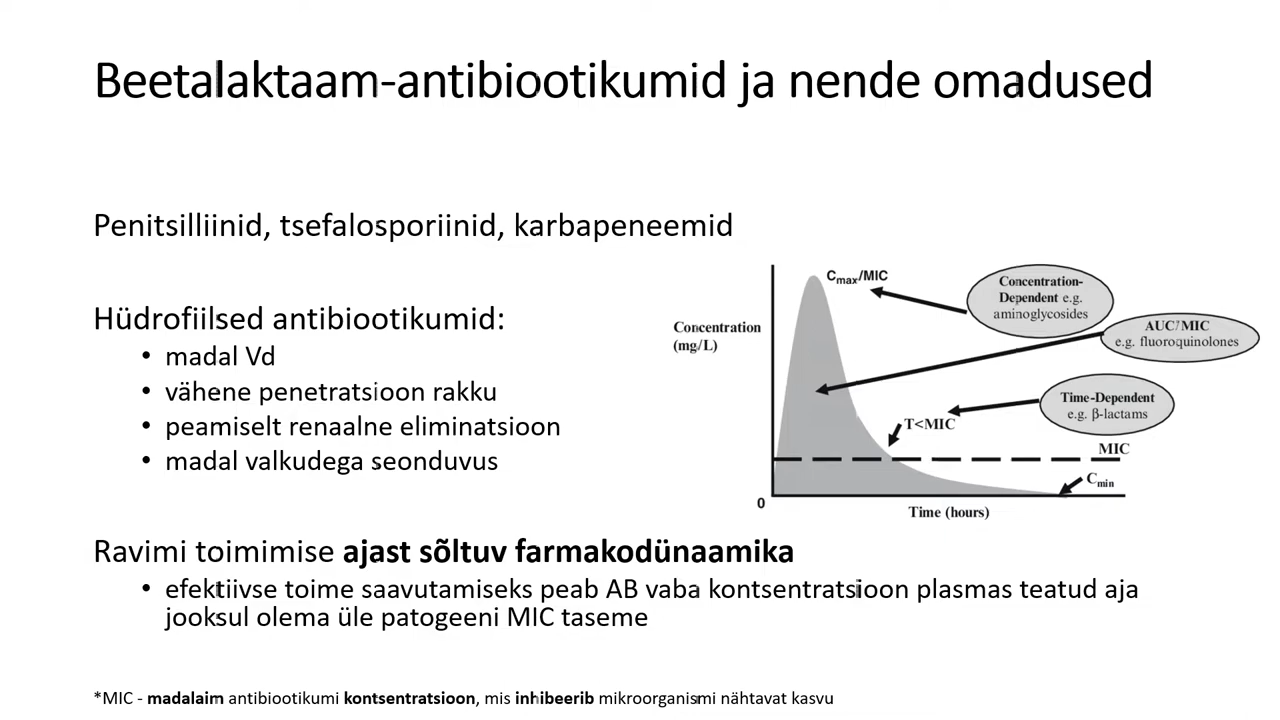 Beetalaktaam-antibiootikumid ja nende omadused
Penitsilliinid, tsefalosporiinid, karbapeneemid
Hüdrofiilsed antibiootikumid:
• madal Vd
• vähene penetratsioon rakku
• peamiselt renaalne eliminatsioon
• madal valkudega seonduvus
Concentration
(mg/L)
Cmax/MIC
Concentration-
Dependent e.g.
aminoglycosides
AUC/MIC
e.g. fluoroquinolones
Time-Dependent
e.g. β-lactams
T<MIC
MIC
Cmin
0
Time (hours)
Ravimi toimimise ajast sõltuv farmakodünaamika
• efektiivse toime saavutamiseks peab AB vaba kontsentratsioon plasmas teatud aja
jooksul olema üle patogeeni MIC taseme
*MIC - madalaim antibiootikumi kontsentratsioon, mis inhibeerib mikroorganismi nähtavat kasvu